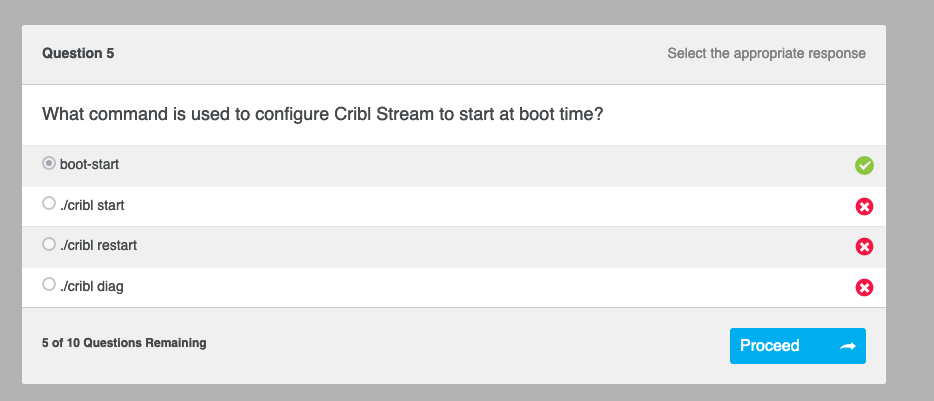 Question 5
Select the appropriate response
What command is used to configure Cribl Stream to start at boot time?
boot-start
./cribl start
./cribl restart
./cribl diag
5 of 10 Questions Remaining
Proceed